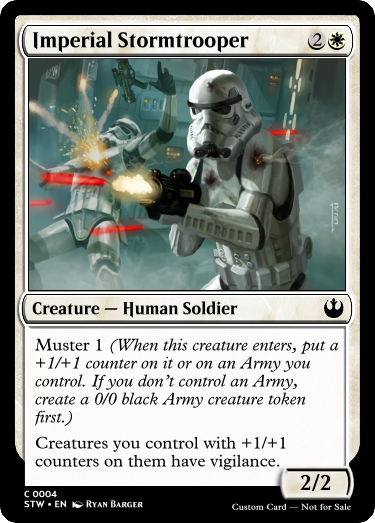 Imperial Stormtrooper 2
Creature — Human Soldier
Muster 1 (When this creature enters, put a
+1/+1 counter on it or on an Army you
control. If you don't control an Army,
create a 0/0 black Army creature token
first.)
Creatures you control with +1/+1
counters on them have vigilance.
2/2
C 0004
STW • EN Ryan Barger
Custom Card — Not for Sale